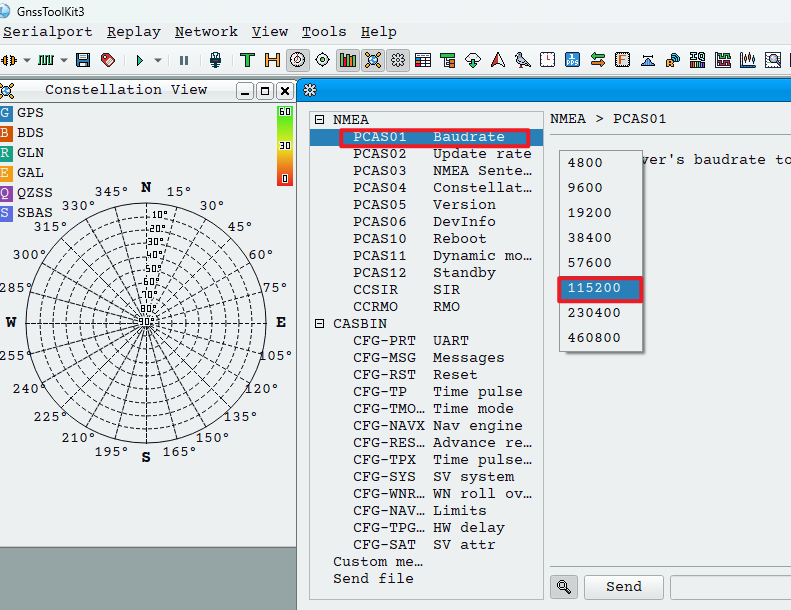 GnssToolKit3
Serialport Replay Network View Tools Help
Constellation View
G GPS
B BDS
R GLN
E GAL
Q QZSS
S SBAS
60
30
0
N
15°
30°
45°
60°
75°
E
105°
120°
135°
150°
165°
S
195°
210°
225°
240°
255°
W
285°
300°
315°
330°
345°
10°
20°
30°
40°
50°
60°
70°
80°
90°
NMEA
PCAS01 Baudrate
PCAS02 Update rate
PCAS03 NMEA Sente…
PCAS04 Constellat…
PCAS05 Version
PCAS06 DevInfo
PCAS10 Reboot
PCAS11 Dynamic mo…
PCAS12 Standby
CCSIR SIR
CCRMO RMO
CASBIN
CFG-PRT UART
CFG-MSG Messages
CFG-RST Reset
CFG-TP Time pulse
CFG-TMO… Time mode
CFG-NAVX Nav engine
CFG-RES… Advance re…
CFG-TPX Time pulse…
CFG-SYS SV system
CFG-WNR… WN roll ov…
CFG-NAV… Limits
CFG-TPG… HW delay
CFG-SAT SV attr
Custom me…
Send file
NMEA > PCAS01
ver's baudrate to
4800
9600
19200
38400
57600
115200
230400
460800
Send